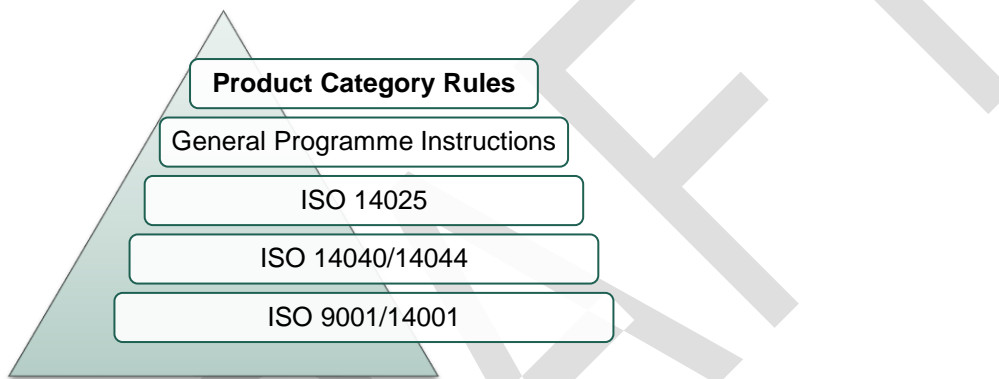 Product Category Rules
General Programme Instructions
ISO 14025
ISO 14040/14044
ISO 9001/14001